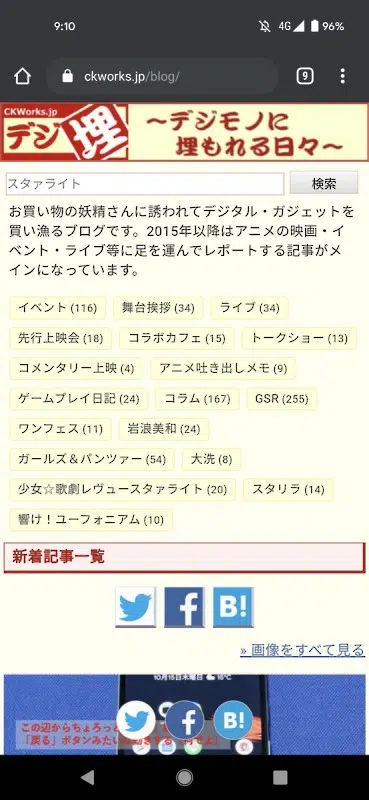 9:10
4G
96%
ckworks.jp/blog/
9
CKWorks.jp
デジ埋
～デジモノに
埋もれる日々～
スタァライト
検索
お買い物の妖精さんに誘われてデジタル・ガジェットを
買い漁るブログです。2015年以降はアニメの映画・イ
ベント・ライブ等に足を運んでレポートする記事がメ
インになっています。
イベント (116) 舞台挨拶 (34) ライブ (34)
先行上映会 (18) コラボカフェ (15) トークショー (13)
コメンタリー上映 (4) アニメ吐き出しメモ (9)
ゲームプレイ日記 (24) コラム (167) GSR (255)
ワンフェス (11) 岩浪美和 (24)
ガールズ＆パンツァー (54) 大洗 (8)
少女☆歌劇レヴュースタァライト (20) スタリラ (14)
響け！ユーフォニアム (10)
新着記事一覧
B!
» 画像をすべて見る
10月15日木曜日 16°C
この辺からちょろっと
「戻る」ボタンみたいな
B!